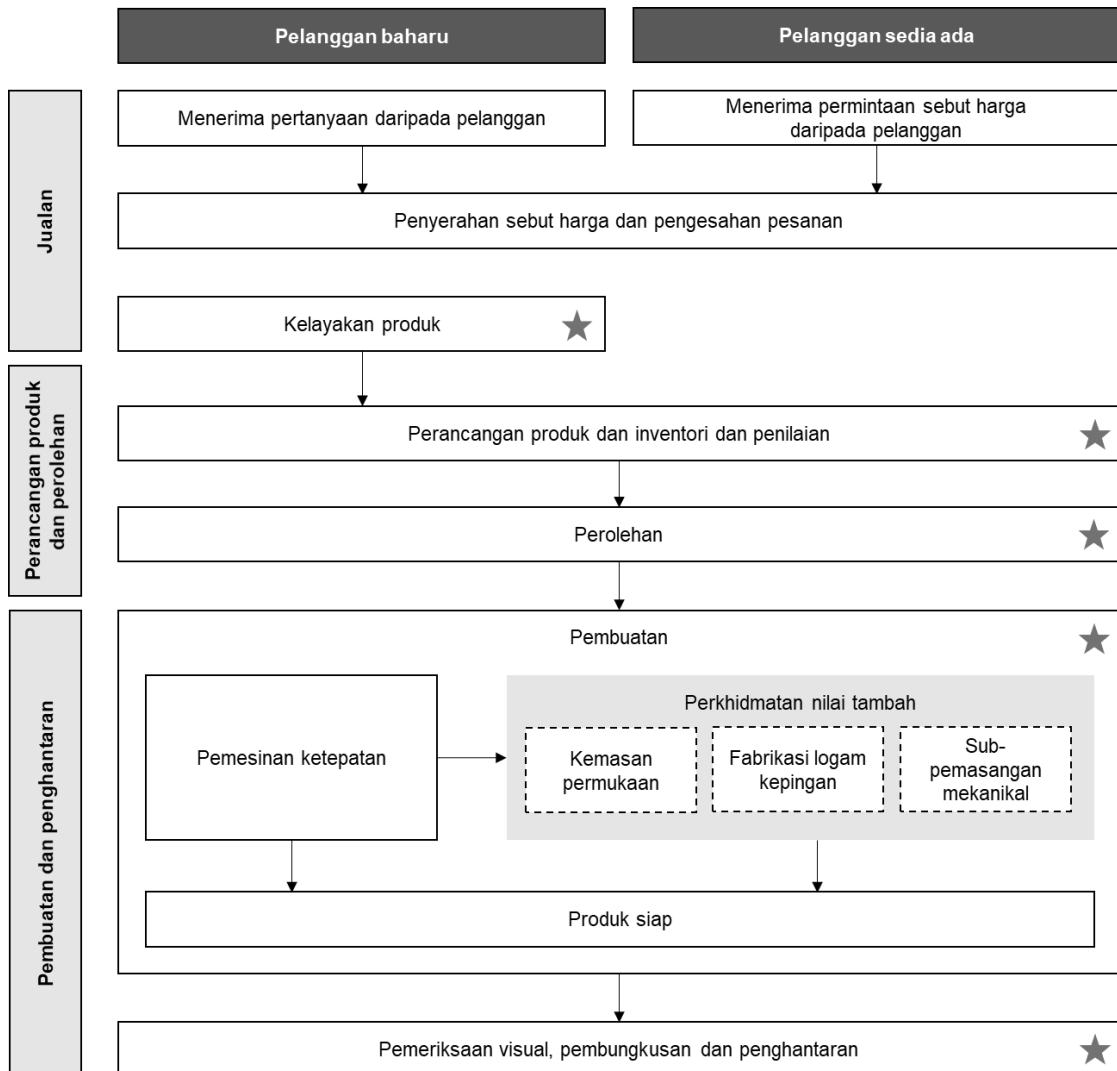 Pelanggan baharu
Pelanggan sedia ada
Jualan
Menerima pertanyaan daripada pelanggan
Menerima permintaan sebut harga
daripada pelanggan
Penyerahan sebut harga dan pengesahan pesanan
Kelayakan produk
Perancangan produk
dan perolehan
Perancangan produk dan inventori dan penilaian
Perolehan
Pembuatan dan penghantaran
Pembuatan
Pemesinan ketepatan
Perkhidmatan nilai tambah
Kemasan
permukaan
Fabrikasi logam
kepingan
Sub-
pemasangan
mekanikal
Produk siap
Pemeriksaan visual, pembungkusan dan penghantaran